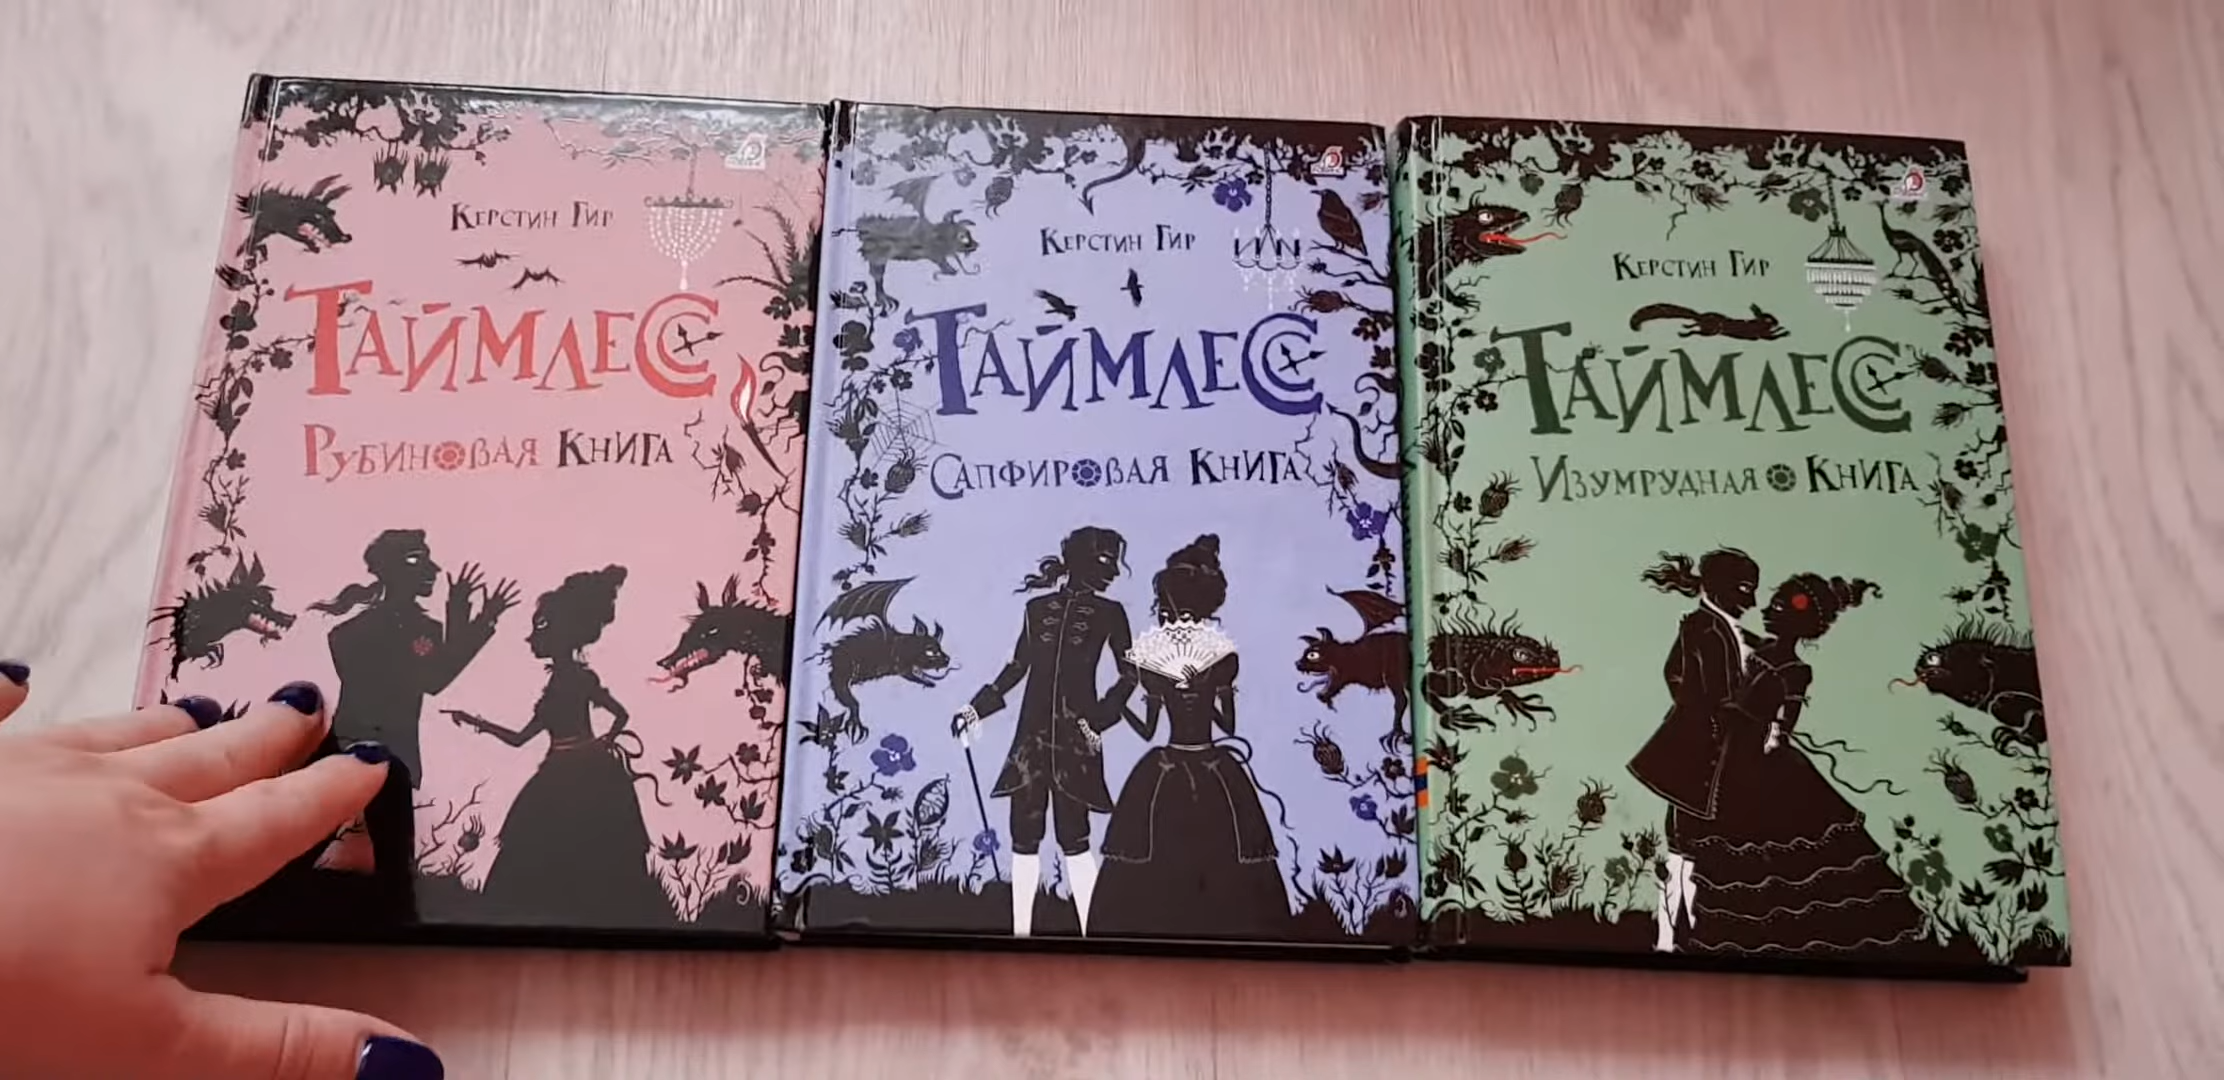 Керстин Гир
Таймлесс
Рубиновая Книга
Керстин Гир
Таймлесс
Сапфировая Книга
Керстин Гир
Таймлесс
Изумрудная Книга